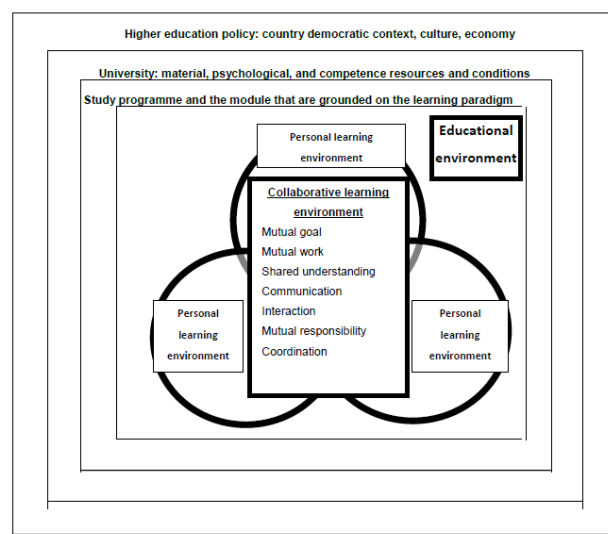 Higher education policy: country democratic context, culture, economy
University: material, psychological, and competence resources and conditions
Study programme and the module that are grounded on the learning paradigm
Educational
environment
Personal learning
environment
Collaborative learning
environment
Mutual goal
Mutual work
Shared understanding
Communication
Interaction
Mutual responsibility
Coordination
Personal
learning
environment
Personal
learning
environment